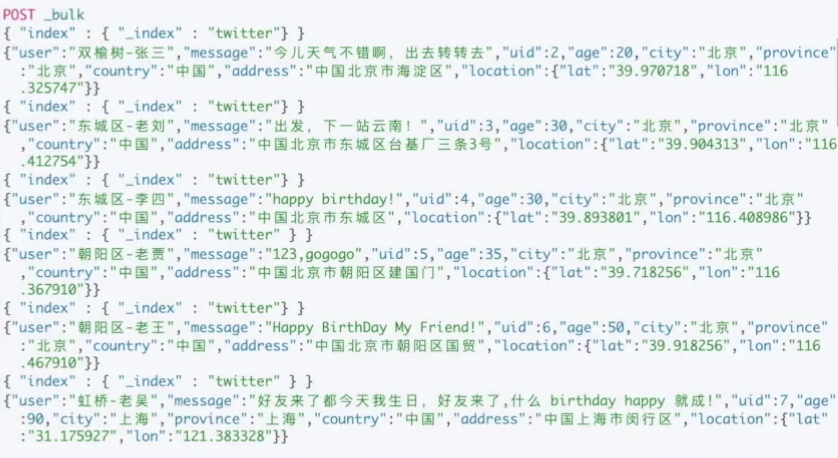 POST _bulk
{ "index" : { "_index" : "twitter"} }
{"user":"双榆树-张三","message":"今儿天气不错啊，出去转转去","uid":2,"age":20,"city":"北京","province"
:"北京","country":"中国","address":"中国北京市海淀区","location":{"lat":"39.970718","lon":"116
.325747"}}
{ "index" : { "_index" : "twitter"} }
{"user":"东城区-老刘","message":"出发，下一站云南！","uid":3,"age":30,"city":"北京","province":"北京"
,"country":"中国","address":"中国北京市东城区台基厂三条3号","location":{"lat":"39.904313","lon":"116
.412754"}}
{ "index" : { "_index" : "twitter"} }
{"user":"东城区-李四","message":"happy birthday!","uid":4,"age":30,"city":"北京","province":"北京"
,"country":"中国","address":"中国北京市东城区","location":{"lat":"39.893801","lon":"116.408986"}}
{ "index" : { "_index" : "twitter" } }
{"user":"朝阳区-老贾","message":"123,gogogo","uid":5,"age":35,"city":"北京","province":"北京"
,"country":"中国","address":"中国北京市朝阳区建国门","location":{"lat":"39.718256","lon":"116
.367910"}}
{ "index" : { "_index" : "twitter"} }
{"user":"朝阳区-老王","message":"Happy BirthDay My Friend!","uid":6,"age":50,"city":"北京","province"
:"北京","country":"中国","address":"中国北京市朝阳区国贸","location":{"lat":"39.918256","lon":"116
.467910"}}
{ "index" : { "_index" : "twitter" } }
{"user":"虹桥-老吴","message":"好友来了都今天我生日，好友来了,什么 birthday happy 就成!","uid":7,"age"
:90,"city":"上海","province":"上海","country":"中国","address":"中国上海市闵行区","location":{"lat"
:"31.175927","lon":"121.383328"}}